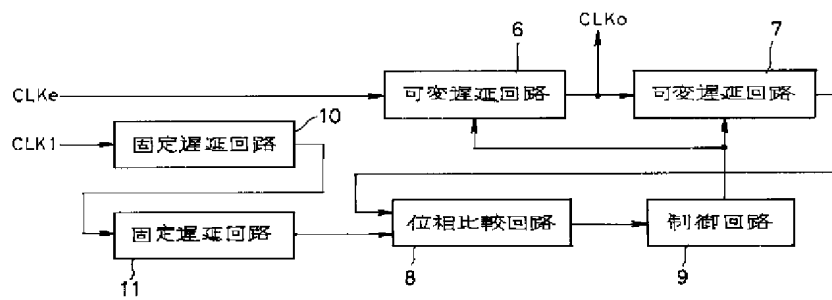 CLKo
6
7
CLKe
可変遅延回路
可変遅延回路
10
CLK1
固定遅延回路
固定遅延回路
位相比較回路
制御回路
11
8
9